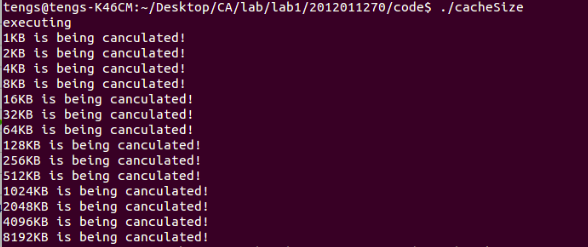 tengs@tengs-K46CM:~/Desktop/CA/lab/lab1/2012011270/code$ ./cacheSize
executing
1KB is being canculated!
2KB is being canculated!
4KB is being canculated!
8KB is being canculated!
16KB is being canculated!
32KB is being canculated!
64KB is being canculated!
128KB is being canculated!
256KB is being canculated!
512KB is being canculated!
1024KB is being canculated!
2048KB is being canculated!
4096KB is being canculated!
8192KB is being canculated!